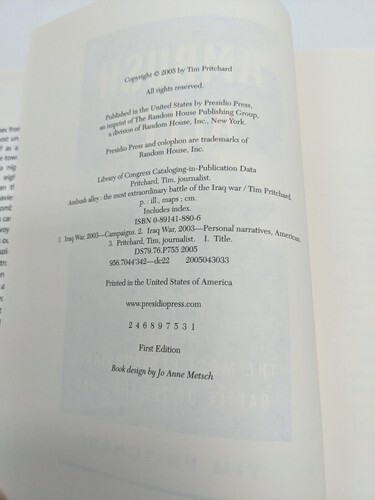 Copyright © 2005 by Tim Pritchard
All rights reserved.
Published in the United States by Presidio Press,
an imprint of The Random House Publishing Group,
a division of Random House, Inc., New York.
Presidio Press and colophon are trademarks of
Random House, Inc.
Library of Congress Cataloging-in-Publication Data
Pritchard, Tim, journalist.
Ambush alley : the most extraordinary battle of the Iraq war / Tim Pritchard.
p. : ill., maps ; cm.
Includes index.
ISBN 0-89141-880-6
1. Iraq War, 2003—Campaigns. 2. Iraq War, 2003—Personal narratives, American.
3. Pritchard, Tim, journalist. I. Title.
DS79.76.P755 2005
956.7044'342—dc22 2005043033
Printed in the United States of America
www.presidiopress.com
2 4 6 8 9 7 5 3 1
First Edition
Book design by Jo Anne Metsch